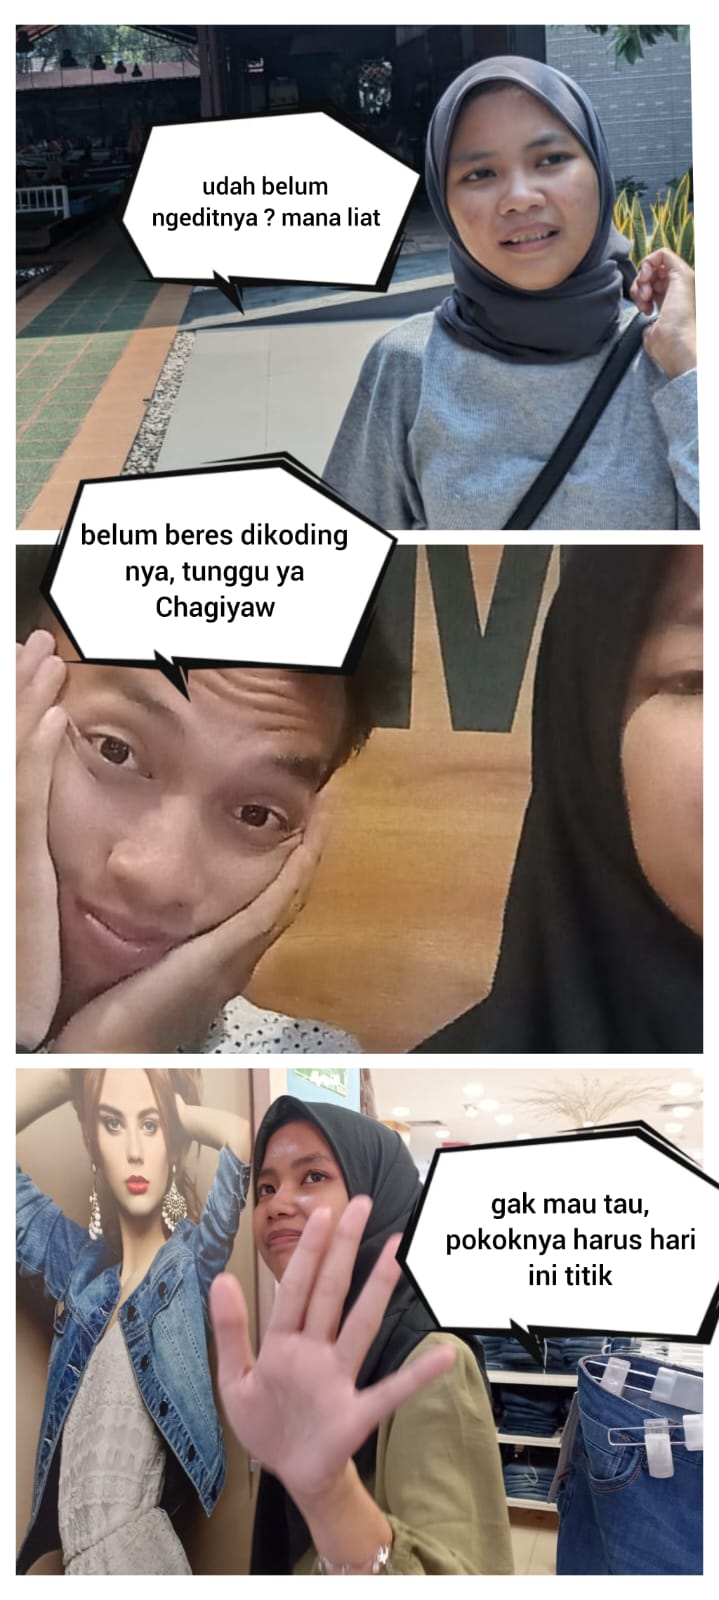 udah belum
ngeditnya ? mana liat
belum beres dikoding
nya, tunggu ya
Chagiyaw
gak mau tau,
pokoknya harus hari
ini titik